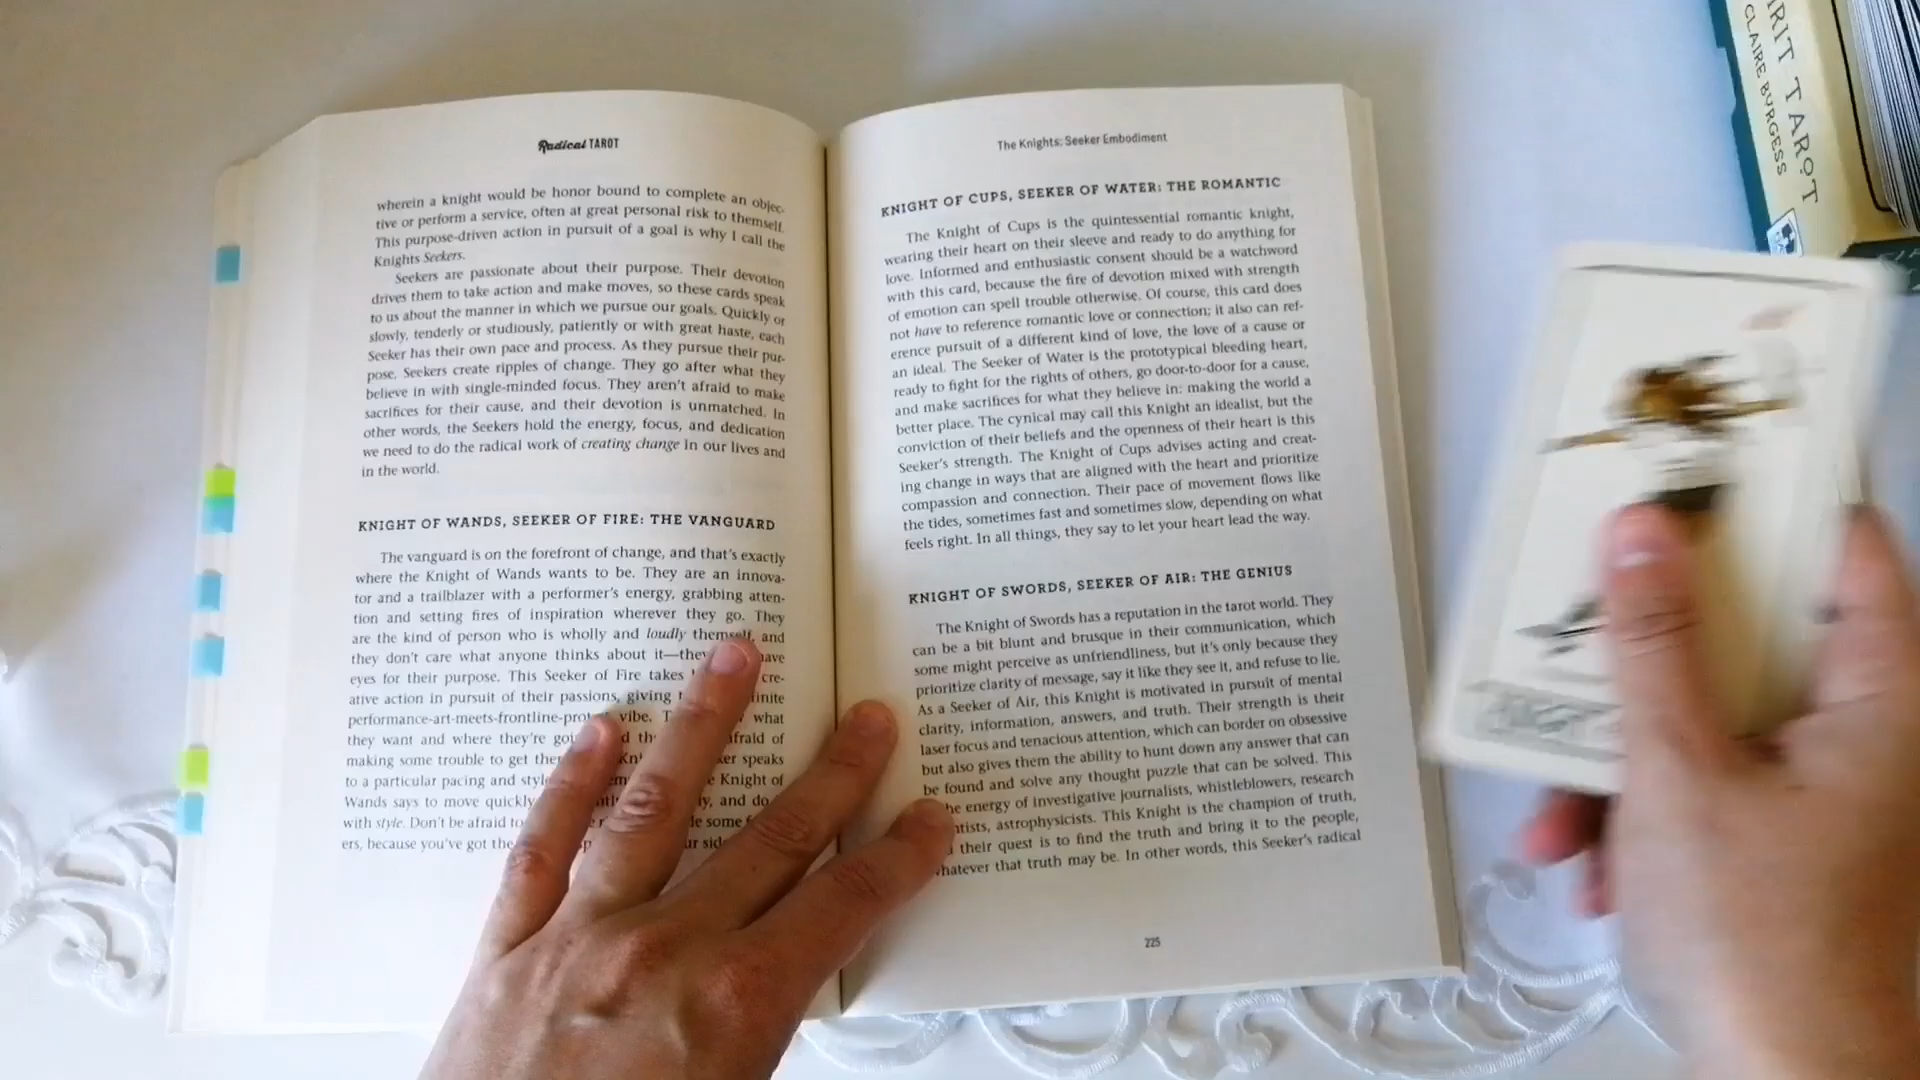 Radical TAROT
wherein a knight would be honor bound to complete an objec-
tive or perform a service, often at great personal risk to themself.
This purpose-driven action in pursuit of a goal is why I call the
Knights Seekers.
Seekers are passionate about their purpose. Their devotion
drives them to take action and make moves, so these cards speak
to us about the manner in which we pursue our goals. Quickly or
slowly, tenderly or studiously, patiently or with great haste, each
Seeker has their own pace and process. As they pursue their pur-
pose, Seekers create ripples of change. They go after what they
believe in with single-minded focus. They aren't afraid to make
sacrifices for their cause, and their devotion is unmatched. In
other words, the Seekers hold the energy, focus, and dedication
we need to do the radical work of creating change in our lives and
in the world.
KNIGHT OF WANDS, SEEKER OF FIRE: THE VANGUARD
The vanguard is on the forefront of change, and that's exactly
where the Knight of Wands wants to be. They are an innova-
tor and a trailblazer with a performer's energy, grabbing atten-
tion and setting fires of inspiration wherever they go. They
are the kind of person who is wholly and loudly themself, and
they don't care what anyone thinks about it—they have
eyes for their purpose. This Seeker of Fire takes cre-
ative action in pursuit of their passions, giving
performance-art-meets-frontline- vibe. what
they want and where they're afraid of
making some trouble to get speaks
to a particular pacing and Knight of
Wands says to move quickly and do
with style. Don't be afraid to some
ers, because you've got the
The Knights: Seeker Embodiment
KNIGHT OF CUPS, SEEKER OF WATER: THE ROMANTIC
The Knight of Cups is the quintessential romantic knight,
wearing their heart on their sleeve and ready to do anything for
love. Informed and enthusiastic consent should be a watchword
with this card, because the fire of devotion mixed with strength
of emotion can spell trouble otherwise. Of course, this card does
not have to reference romantic love or connection; it also can ref-
erence pursuit of a different kind of love, the love of a cause or
an ideal. The Seeker of Water is the prototypical bleeding heart,
ready to fight for the rights of others, go door-to-door for a cause,
and make sacrifices for what they believe in: making the world a
better place. The cynical may call this Knight an idealist, but the
conviction of their beliefs and the openness of their heart is this
Seeker's strength. The Knight of Cups advises acting and creat-
ing change in ways that are aligned with the heart and prioritize
compassion and connection. Their pace of movement flows like
the tides, sometimes fast and sometimes slow, depending on what
feels right. In all things, they say to let your heart lead the way.
KNIGHT OF SWORDS, SEEKER OF AIR: THE GENIUS
The Knight of Swords has a reputation in the tarot world. They
can be a bit blunt and brusque in their communication, which
some might perceive as unfriendliness, but it's only because they
prioritize clarity of message, say it like they see it, and refuse to lie.
As a Seeker of Air, this Knight is motivated in pursuit of mental
clarity, information, answers, and truth. Their strength is their
laser focus and tenacious attention, which can border on obsessive
but also gives them the ability to hunt down any answer that can
be found and solve any thought puzzle that can be solved. This
the energy of investigative journalists, whistleblowers, research
astrophysicists. This Knight is the champion of truth,
their quest is to find the truth and bring it to the people,
whatever that truth may be. In other words, this Seeker's radical
225
TAROT
CLAIRE BURGESS